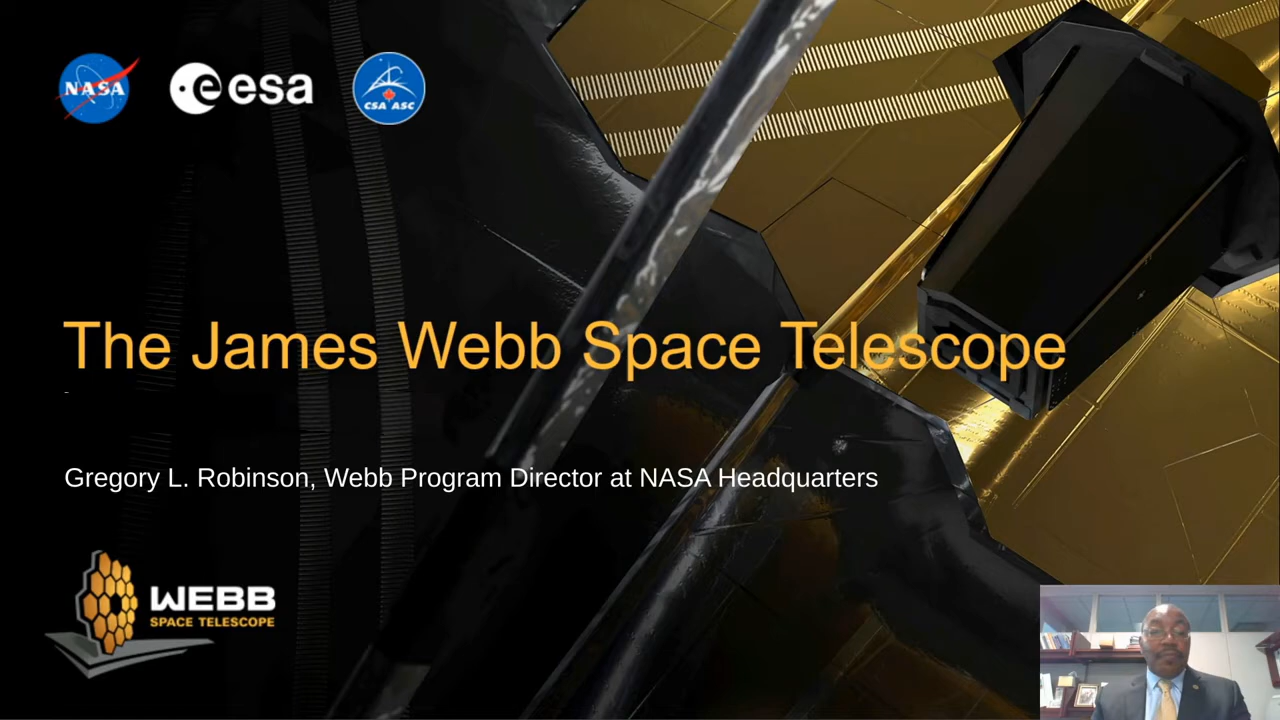 NASA
esa
CSA ASC
The James Webb Space Telescope
Gregory L. Robinson, Webb Program Director at NASA Headquarters
WEBB
SPACE TELESCOPE